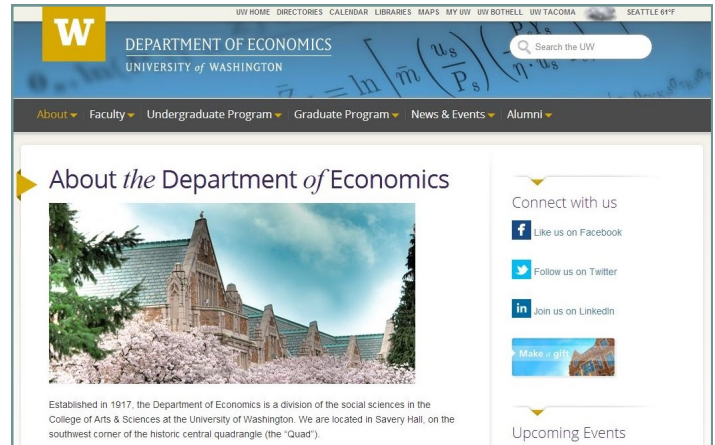 UW HOME DIRECTORIES CALENDAR LIBRARIES MAPS MY UW UW BOTHELL UW TACOMA SEATTLE 61°F
W
DEPARTMENT OF ECONOMICS
UNIVERSITY of WASHINGTON
Search the UW
About Faculty Undergraduate Program Graduate Program News & Events Alumni
About the Department of Economics
Established in 1917, the Department of Economics is a division of the social sciences in the
College of Arts & Sciences at the University of Washington. We are located in Savery Hall, on the
southwest corner of the historic central quadrangle (the “Quad”).
Connect with us
f Like us on Facebook
Follow us on Twitter
in Join us on LinkedIn
Make a gift
Upcoming Events